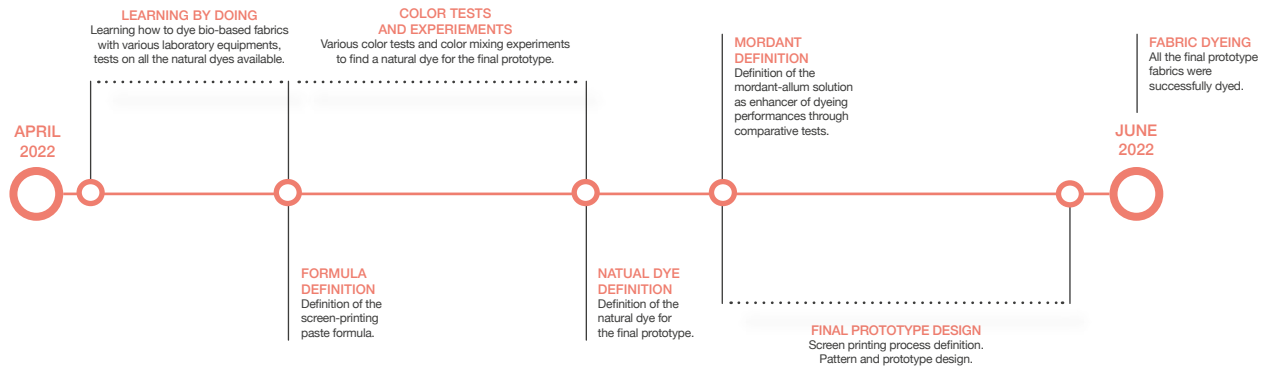 LEARNING BY DOING
Learning how to dye bio-based fabrics
with various laboratory equipments,
tests on all the natural dyes available.
COLOR TESTS
AND EXPERIEMENTS
Various color tests and color mixing experiments
to find a natural dye for the final prototype.
MORDANT
DEFINITION
Definition of the
mordant-allum solution
as enhancer of dyeing
performances through
comparative tests.
FABRIC DYEING
All the final prototype
fabrics were
successfully dyed.
APRIL
2022
JUNE
2022
FORMULA
DEFINITION
Definition of the
screen-printing
paste formula.
NATUAL DYE
DEFINITION
Definition of the
natural dye for
the final prototype.
FINAL PROTOTYPE DESIGN
Screen printing process definition.
Pattern and prototype design.